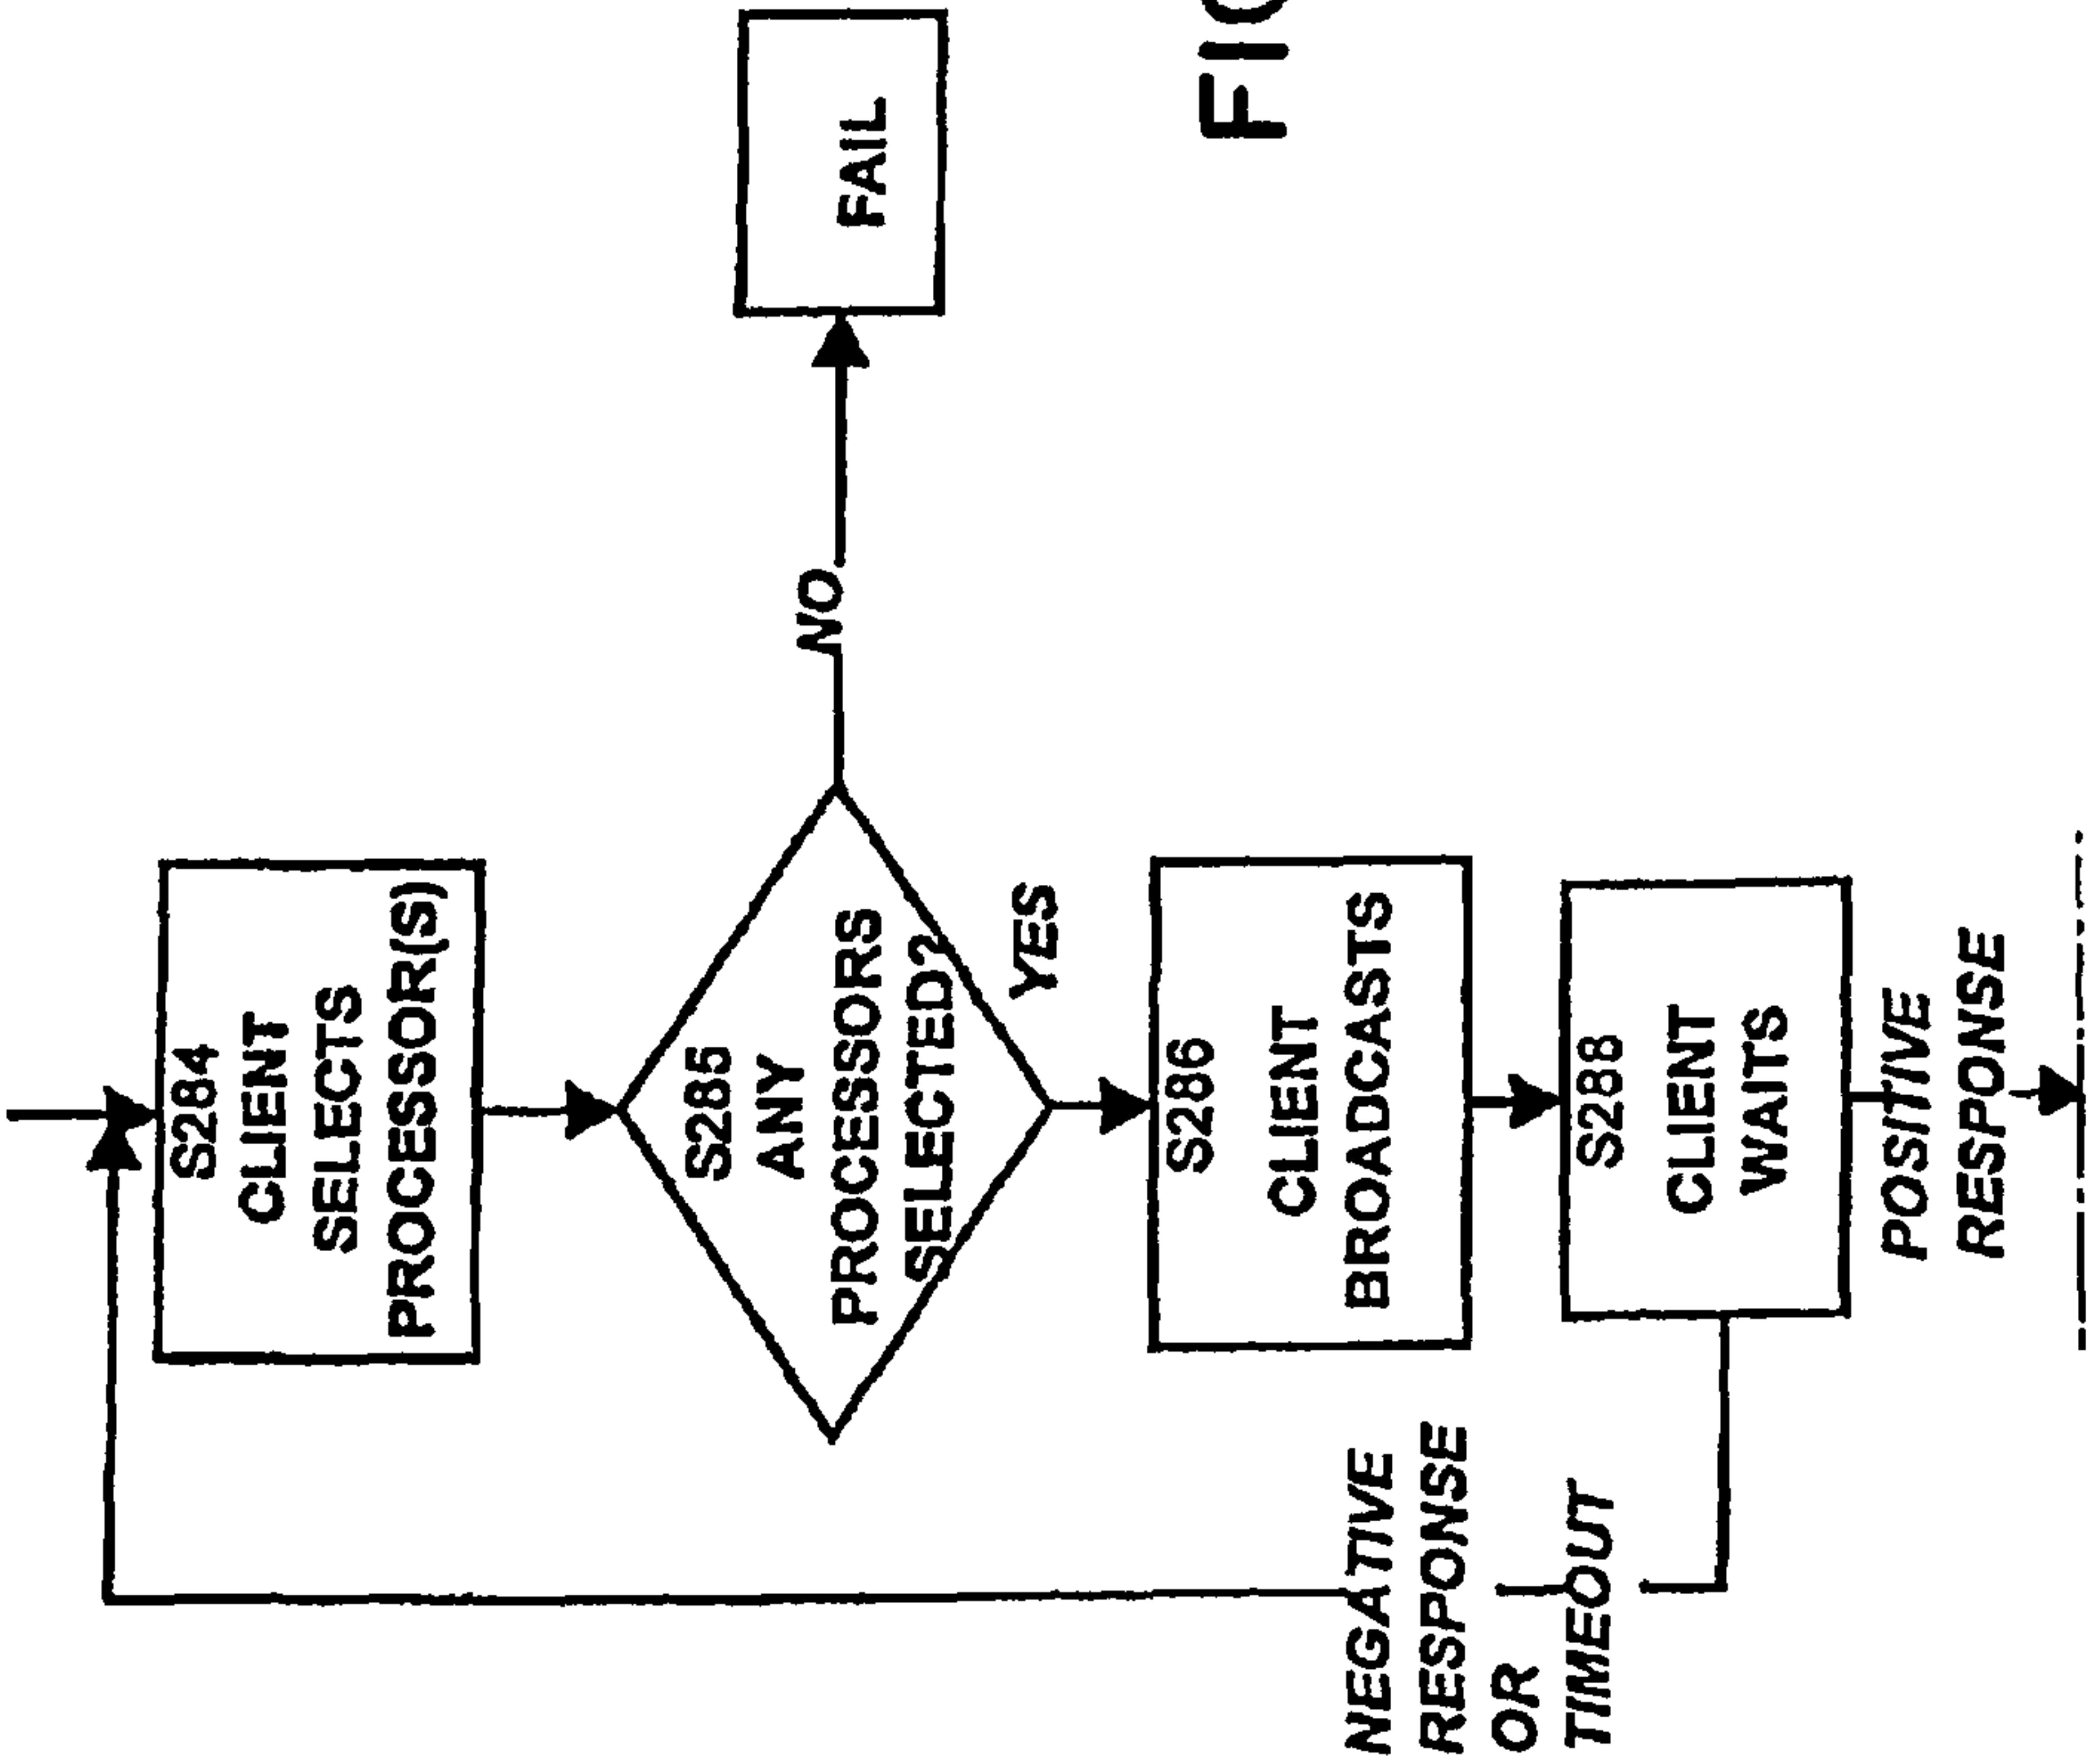 S284
CLIENT
SELECTS
PROCESSOR(S)
S285
ANY
PROCESSORS
SELECTED?
NO
FAIL
YES
S286
CLIENT
BROADCASTS
S288
CLIENT
WAITS
NEGATIVE
RESPONSE
OR
TIMEOUT
POSITIVE
RESPONSE